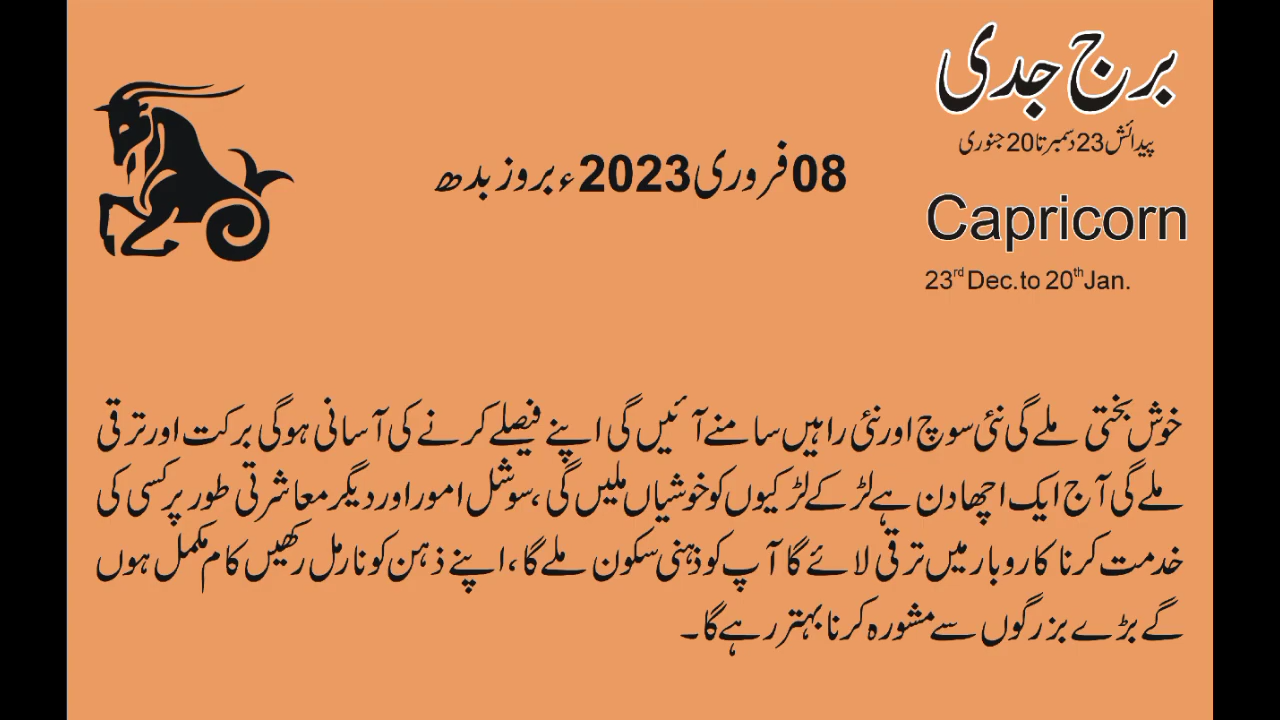 برج جدی
پیدائش 23 دسمبر تا 20 جنوری
08 فروری 2023ء بروز بدھ
Capricorn
23rd Dec. to 20th Jan.
خوش بختی ملے گی نئی سوچ اور نئی راہیں سامنے آئیں گی اپنے فیصلے کرنے کی آسانی ہوگی برکت اور ترقی
ملے گی آج ایک اچھا دن ہے لڑکے لڑکیوں کو خوشیاں ملیں گی ،سوشل امور اور دیگر معاشرتی طور پر کسی کی
خدمت کرنا کاروبار میں ترقی لائے گا آپ کو ذہنی سکون ملے گا ،اپنے ذہن کو نارمل رکھیں کام مکمل ہوں
گے بڑے بزرگوں سے مشورہ کرنا بہتر رہے گا۔